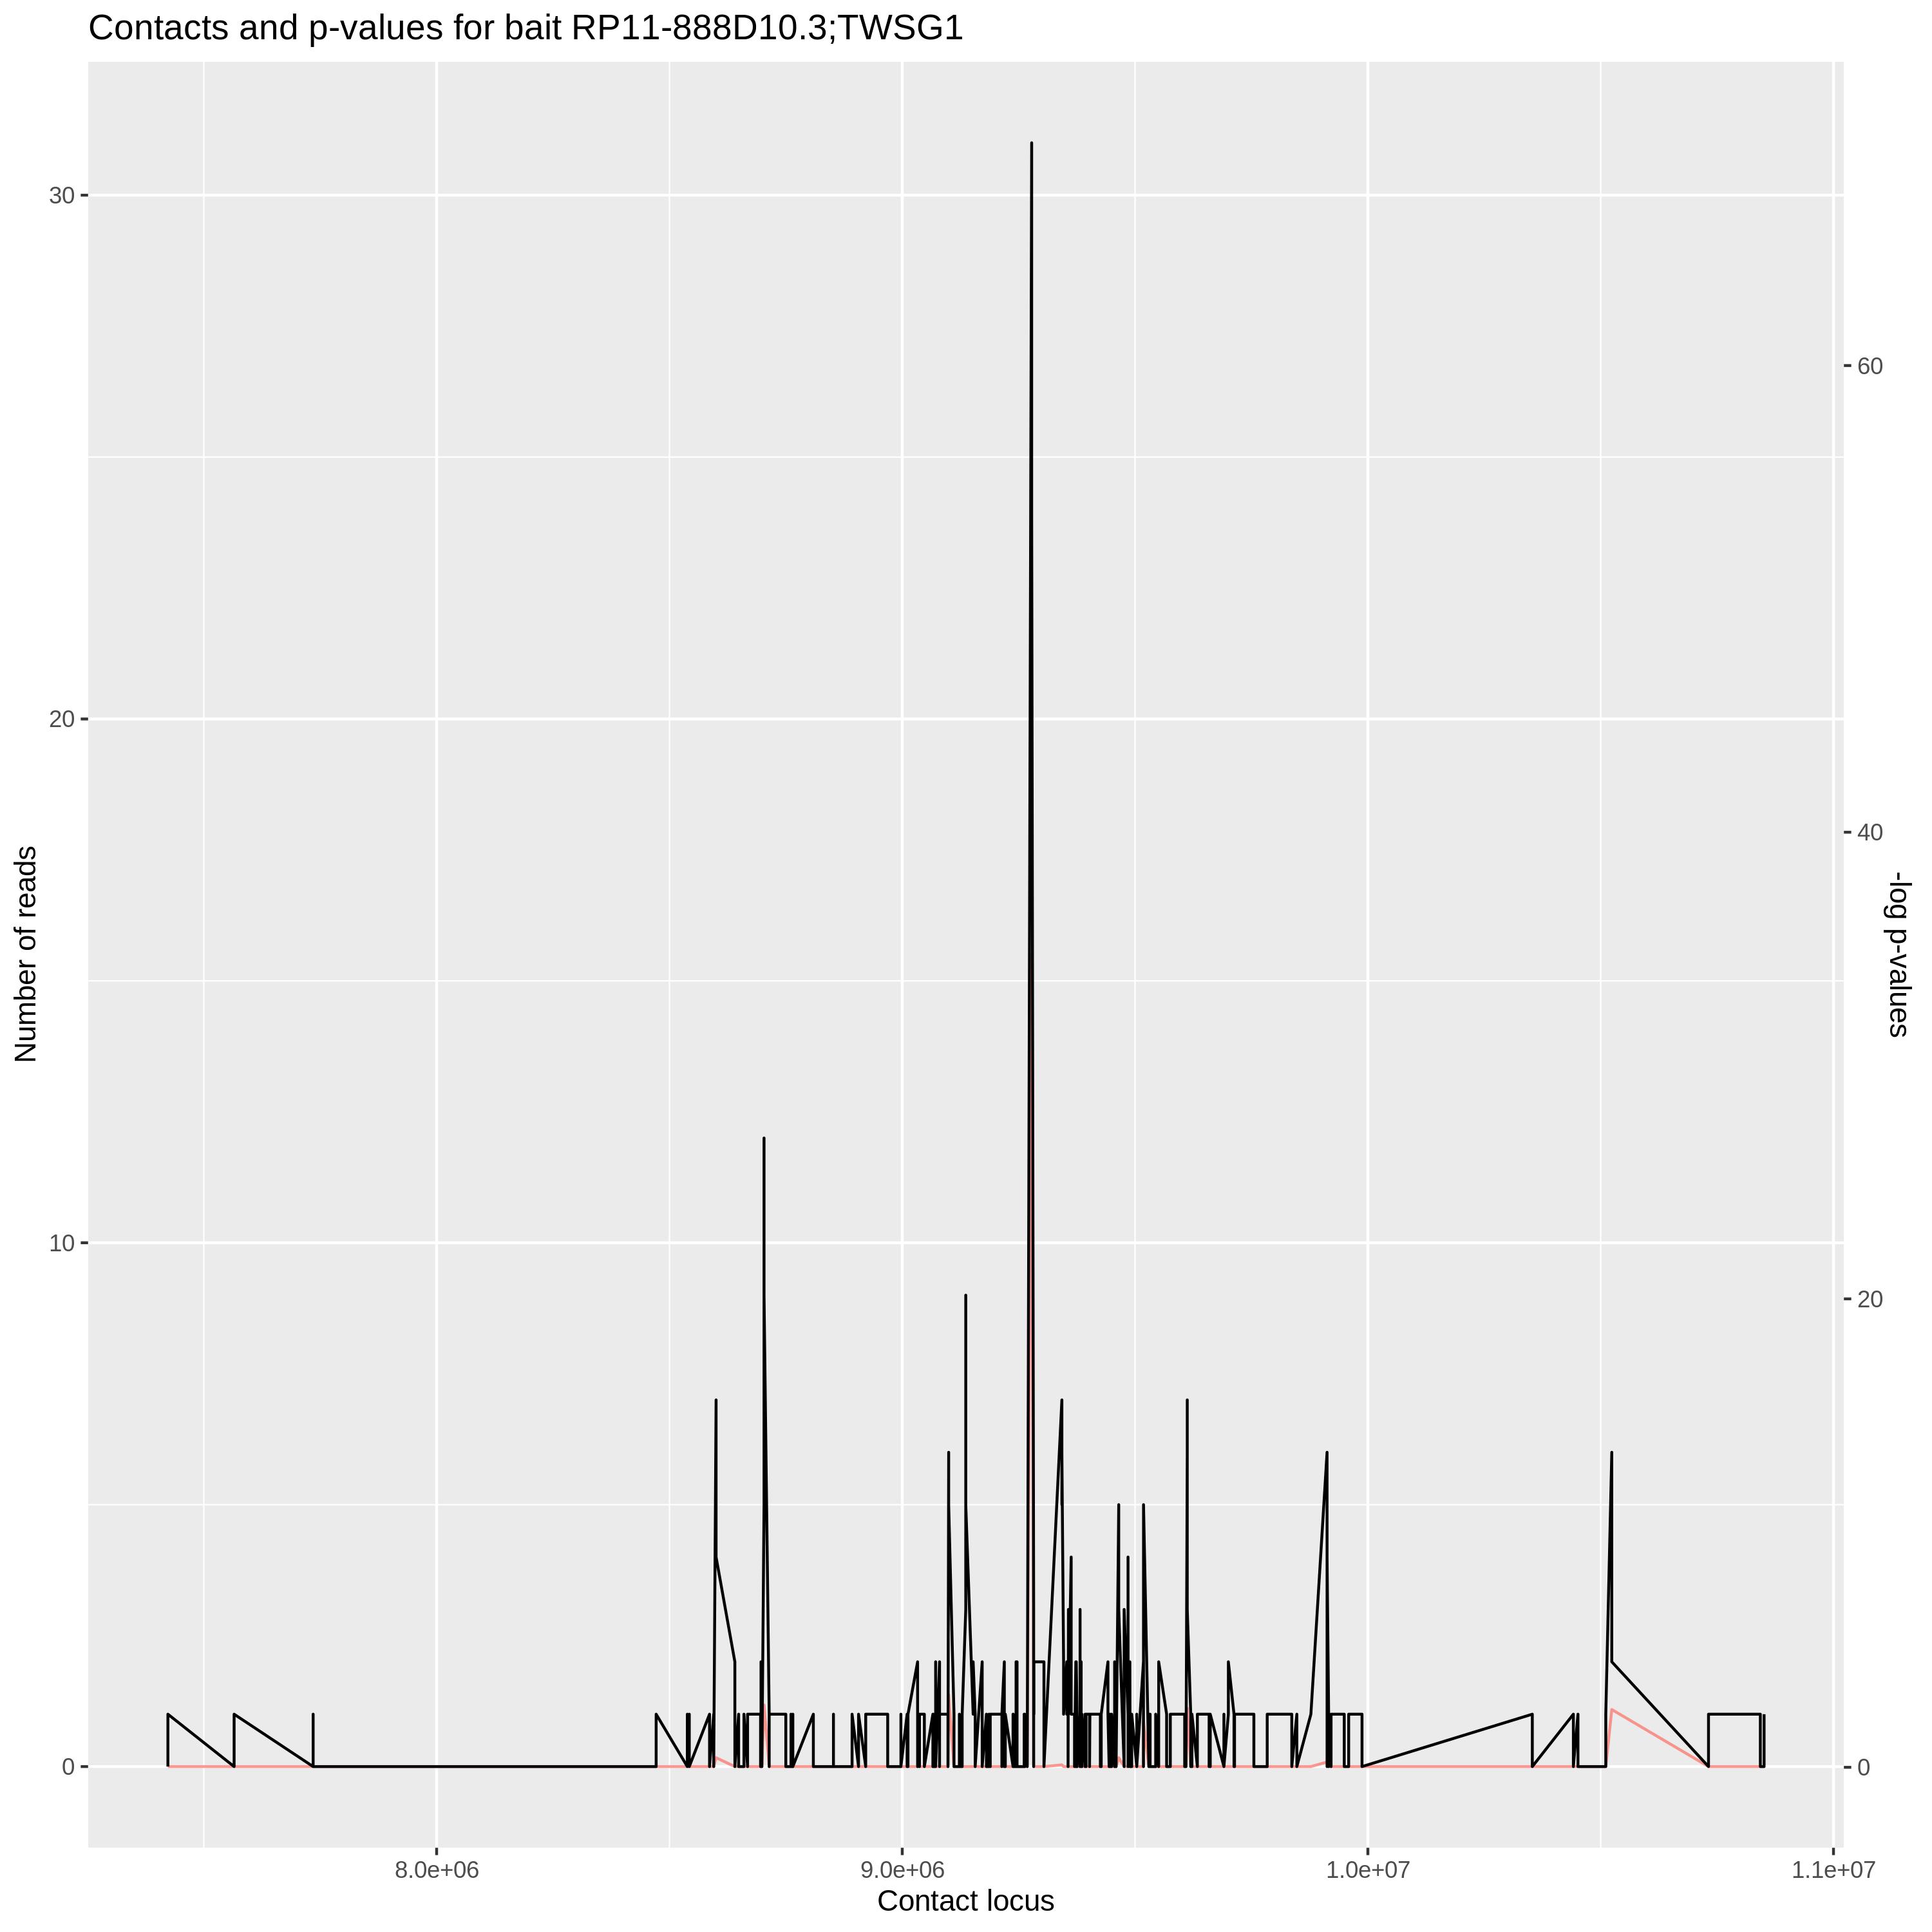 Contacts and p-values for bait RP11-888D10.3;TWSG1
30
20
10
0
Number of reads
60
40
20
0
-log p-values
8.0e+06
9.0e+06
1.0e+07
1.1e+07
Contact locus